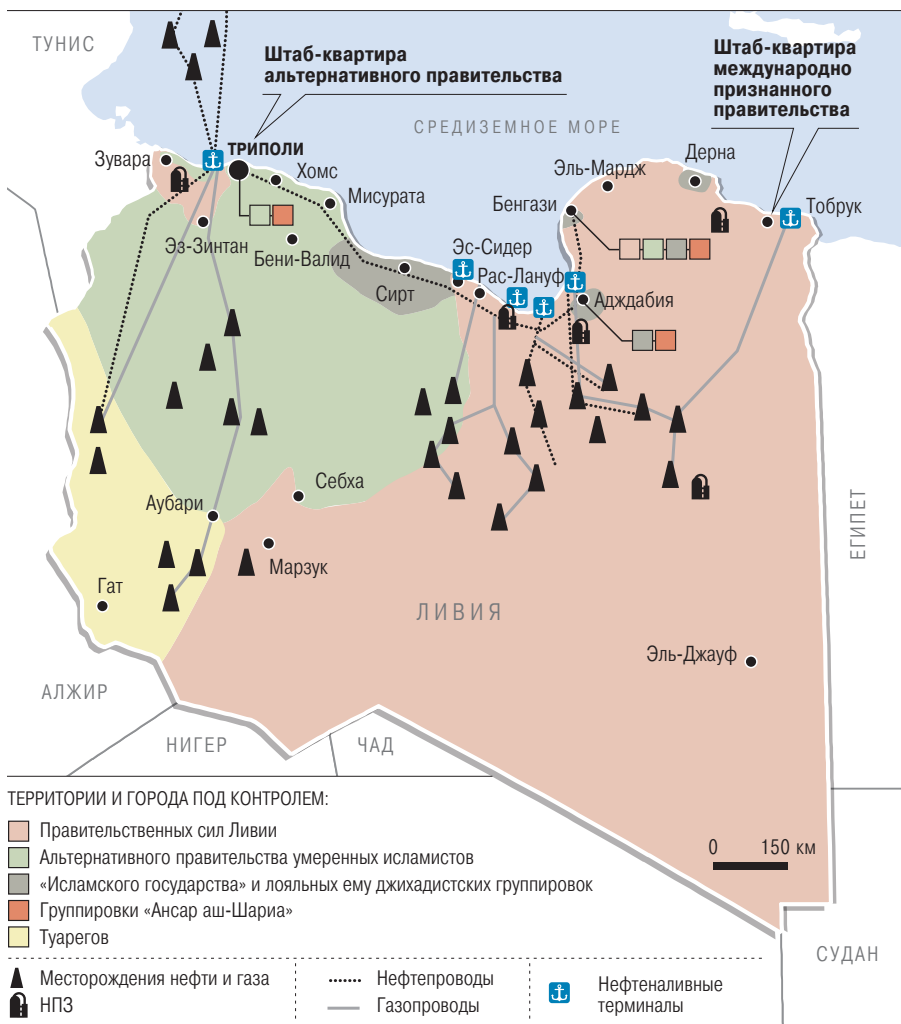 ТУНИС
Штаб-квартира
альтернативного правительства
Штаб-квартира
международно
признанного
правительства
СРЕДИЗЕМНОЕ МОРЕ
ТРИПОЛИ
Зувара
Хомс
Мисурата
Эз-Зинтан
Бени-Валид
Сирт
Эс-Сидер
Рас-Лануф
Бенгази
Эль-Мардж
Дерна
Тобрук
Адждабия
Себха
Аубари
Марзук
Гат
ЛИВИЯ
Эль-Джауф
ЕГИПЕТ
АЛЖИР
НИГЕР
ЧАД
СУДАН
ТЕРРИТОРИИ И ГОРОДА ПОД КОНТРОЛЕМ:
Правительственных сил Ливии
Альтернативного правительства умеренных исламистов
«Исламского государства» и лояльных ему джихадистских группировок
Группировки «Ансар аш-Шариа»
Туарегов
0 150 км
Месторождения нефти и газа
НПЗ
Нефтепроводы
Газопроводы
Нефтеналивные
терминалы